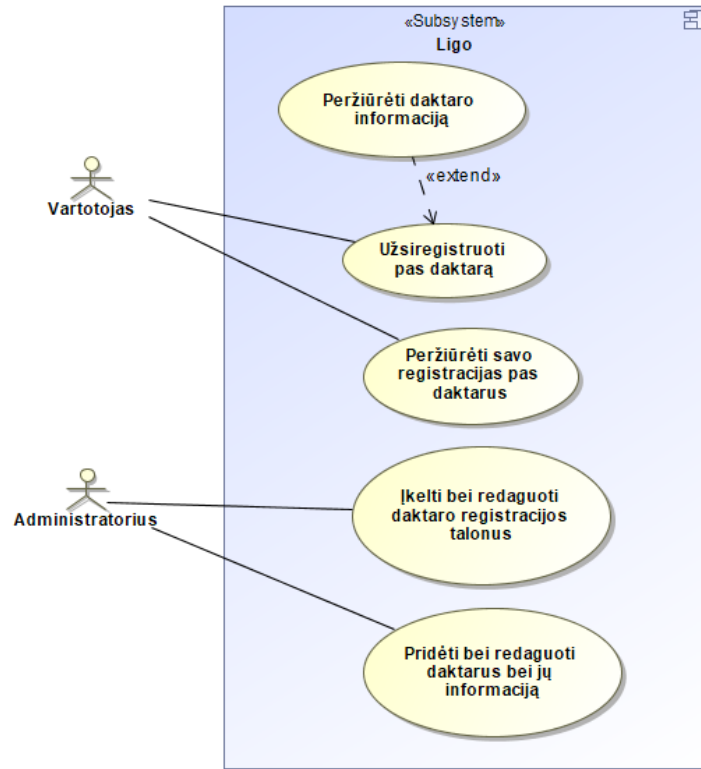 «Subsystem»
Ligo
Peržiūrėti daktaro
informaciją
«extend»
Vartotojas
Užsiregistruoti
pas daktarą
Peržiūrėti savo
registracijas pas
daktarus
Administratorius
Įkelti bei redaguoti
daktaro registracijos
talonus
Pridėti bei redaguoti
daktarus bei jų
informaciją